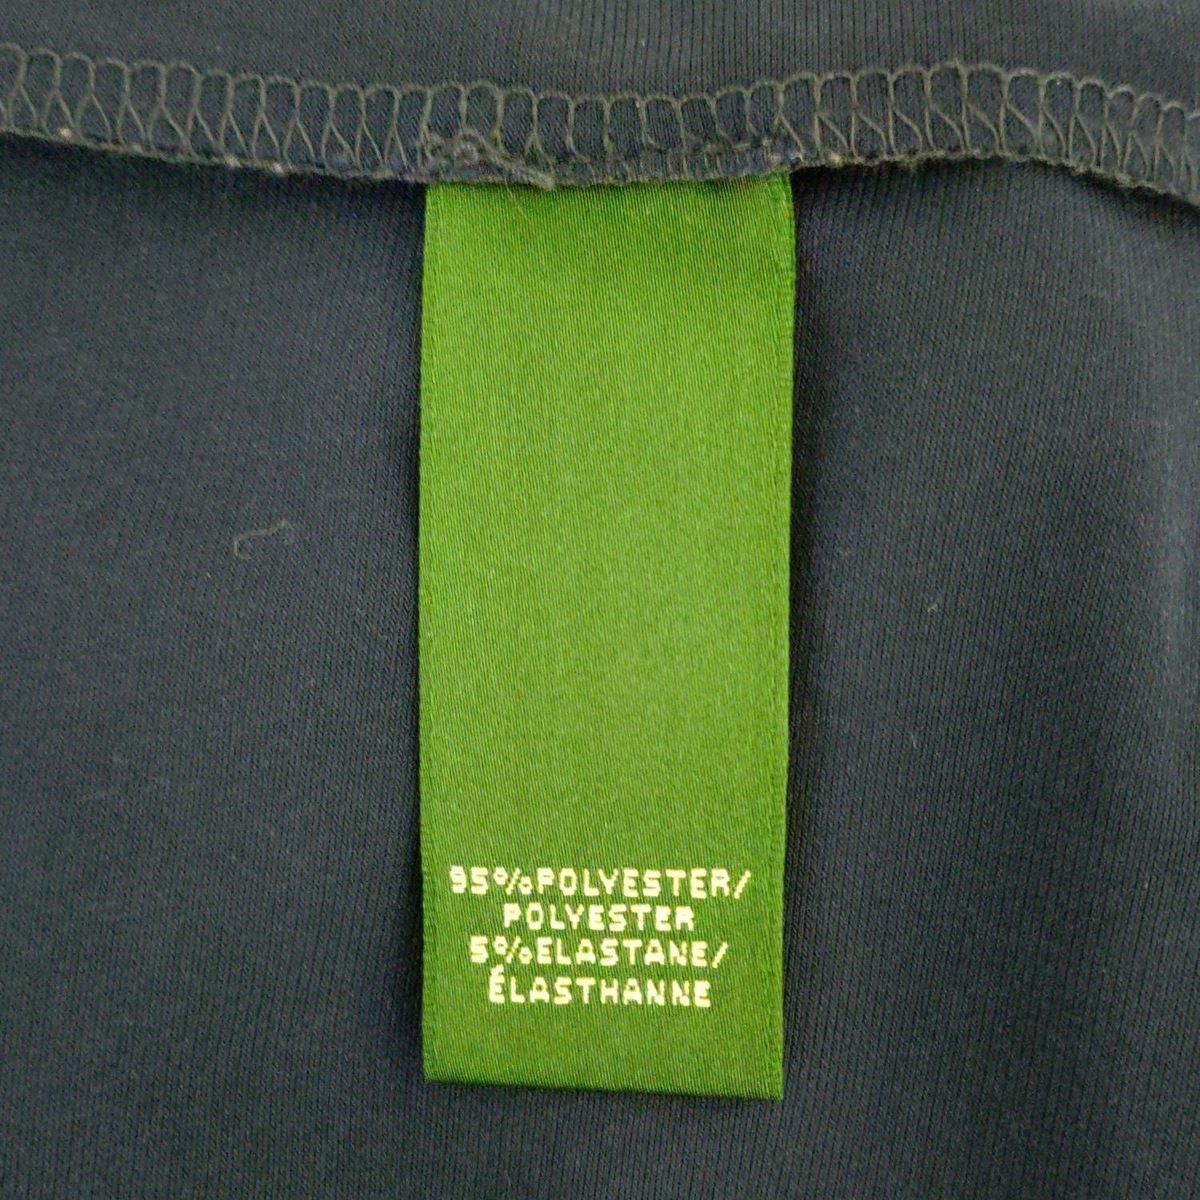 95%POLYESTER/
POLYESTER
5%ELASTANE/
ÉLASTHANNE